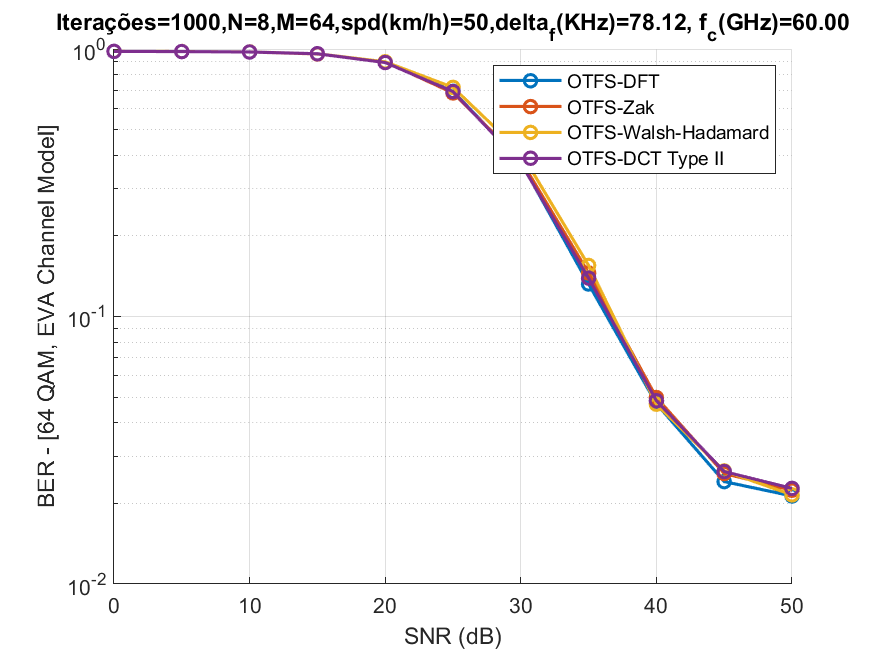 Iterações=1000,N=8,M=64,spd(km/h)=50,delta_f(KHz)=78.12, f_c(GHz)=60.00
10^0
OTFS-DFT
OTFS-Zak
OTFS-Walsh-Hadamard
OTFS-DCT Type II
BER - [64 QAM, EVA Channel Model]
10^-1
10^-2
0 10 20 30 40 50
SNR (dB)